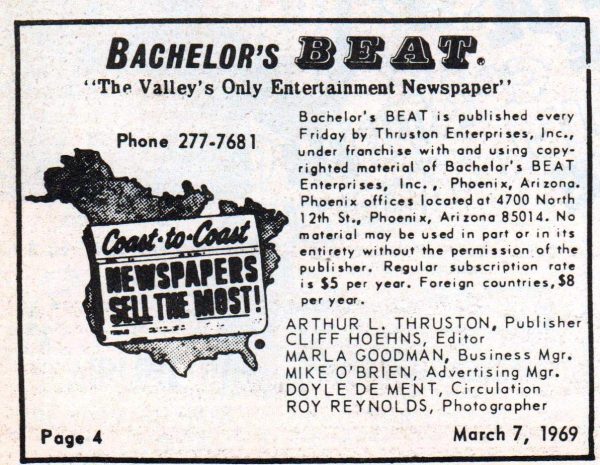 BACHELOR'S BEAT.
"The Valley's Only Entertainment Newspaper"
Phone 277-7681
Coast-to-Coast
NEWSPAPERS
SELL THE MOST!
Bachelor's BEAT is published every
Friday by Thruston Enterprises, Inc.,
under franchise with and using copy-
righted material of Bachelor's BEAT
Enterprises, Inc., Phoenix, Arizona.
Phoenix offices located at 4700 North
12th St., Phoenix, Arizona 85014. No
material may be used in part or in its
entirety without the permission of the
publisher. Regular subscription rate
is $5 per year. Foreign countries, $8
per year.
ARTHUR L. THRUSTON, Publisher
CLIFF HOEHNS, Editor
MARLA GOODMAN, Business Mgr.
MIKE O'BRIEN, Advertising Mgr.
DOYLE DE MENT, Circulation
ROY REYNOLDS, Photographer
Page 4
March 7, 1969